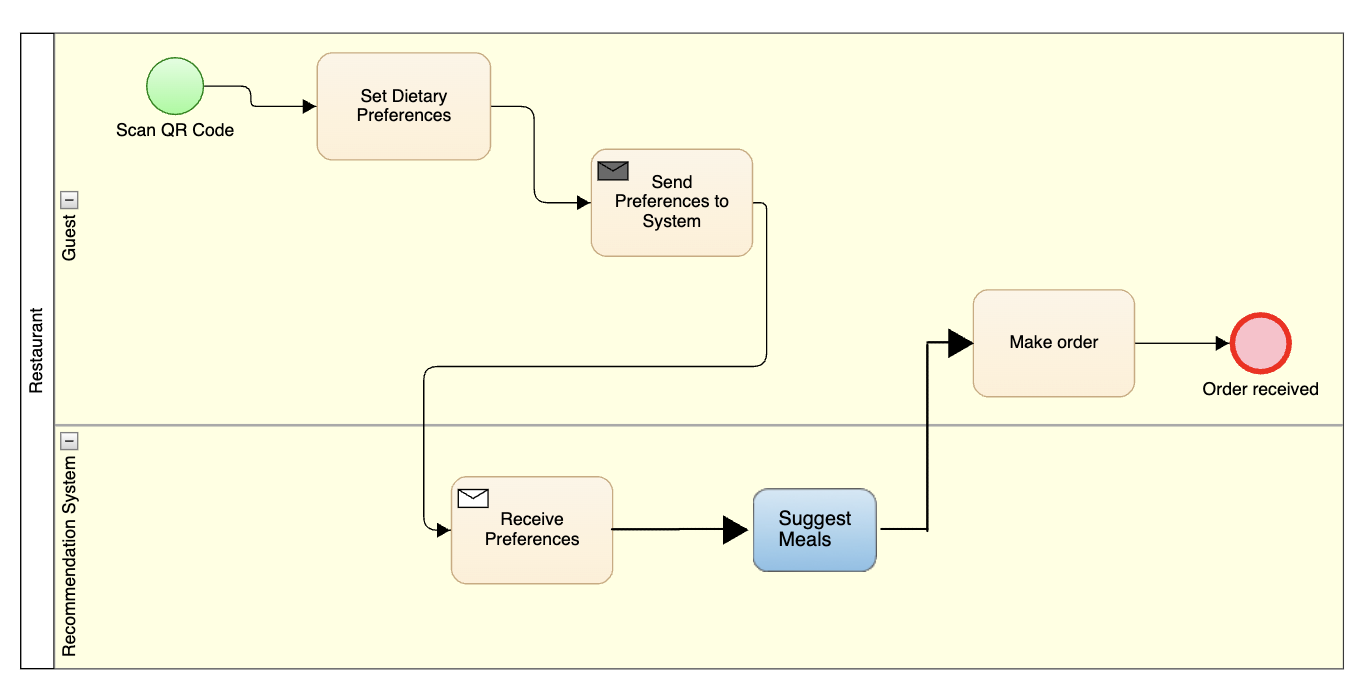 Restaurant
Guest
Scan QR Code
Set Dietary
Preferences
Send
Preferences to
System
Make order
Order received
Recommendation System
Receive
Preferences
Suggest
Meals